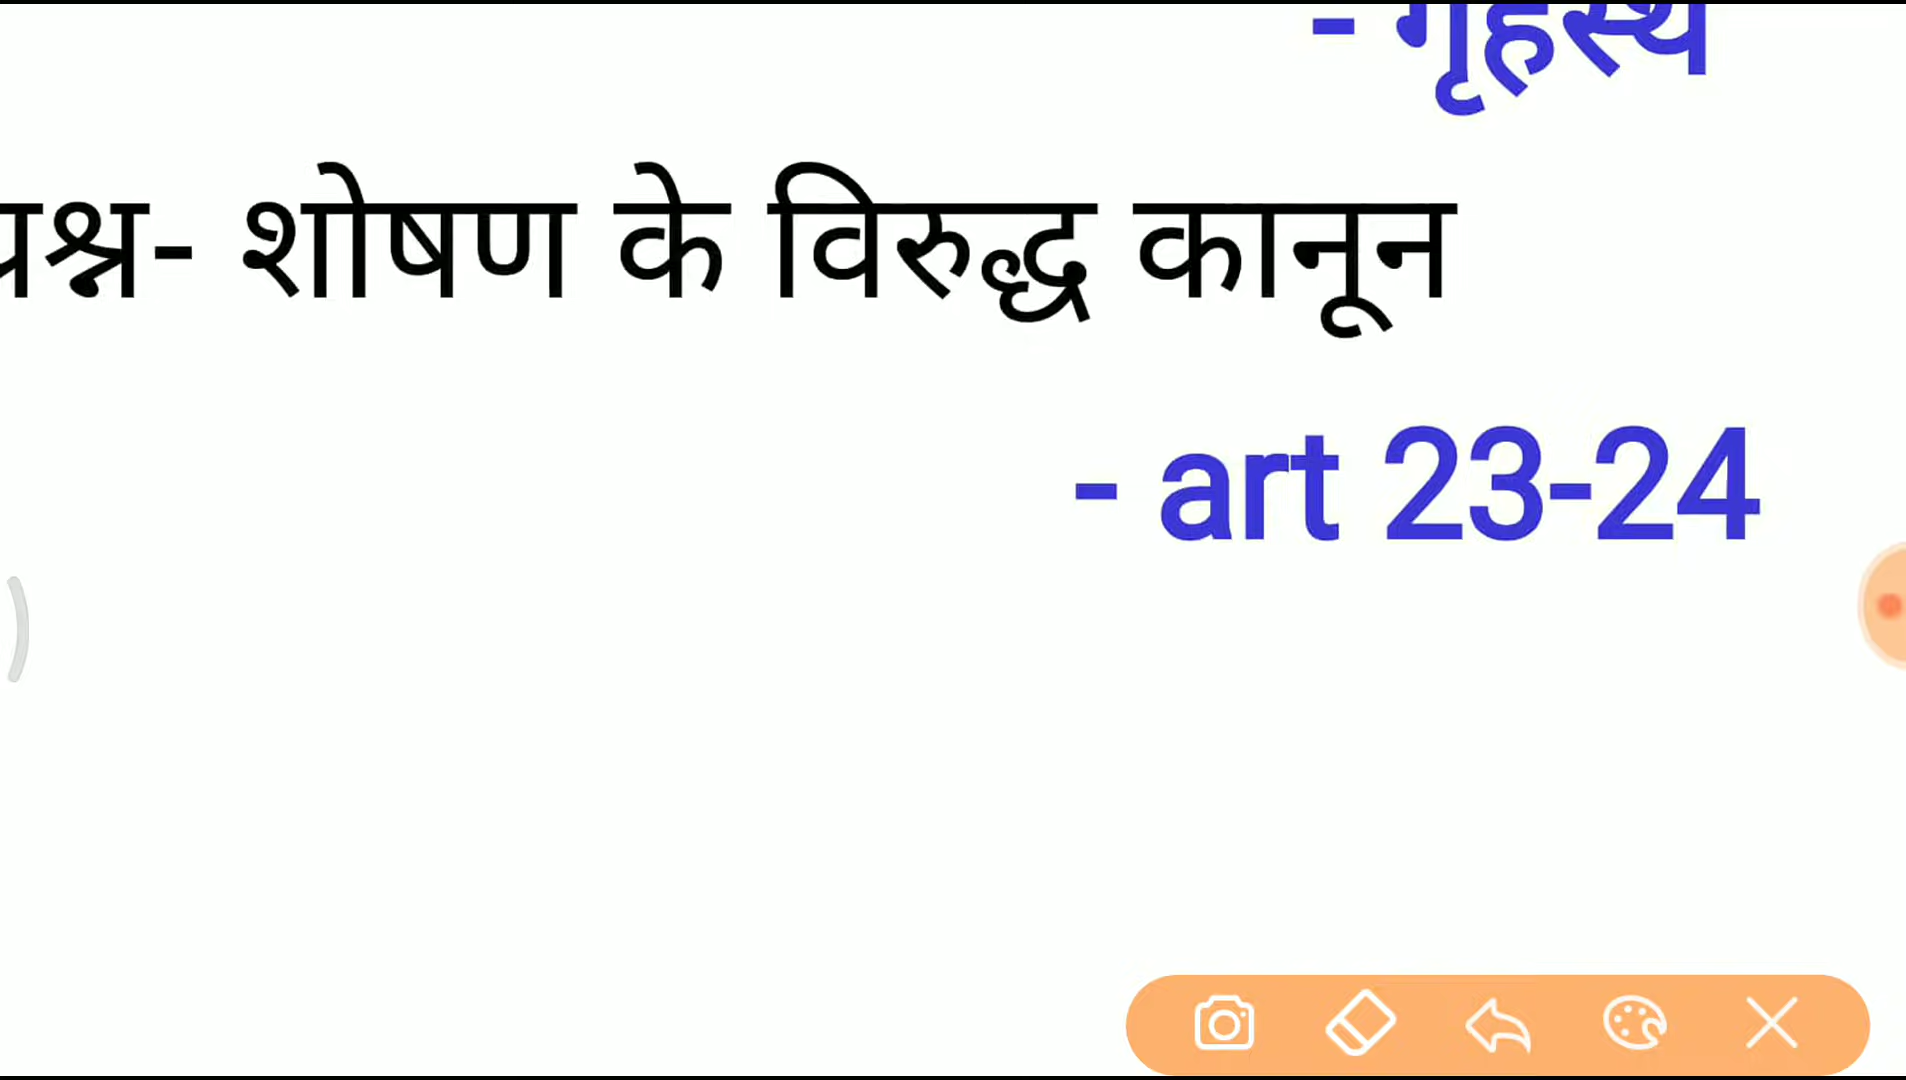 - गृहस्थ
प्रश्न- शोषण के विरुद्ध कानून
- art 23-24